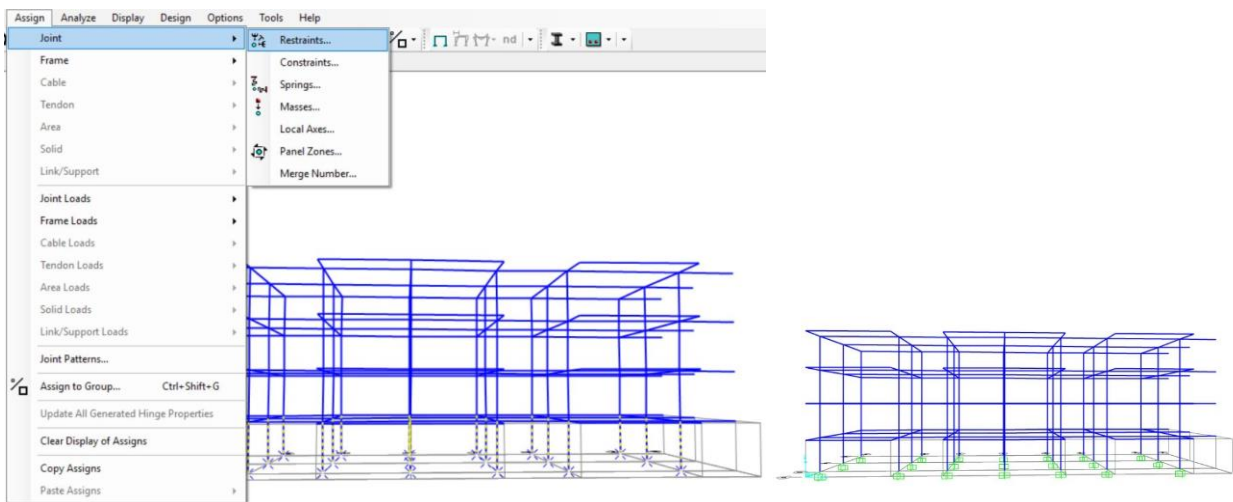 Assign Analyze Display Design Options Tools Help
nd
Joint
Frame
Cable
Tendon
Area
Solid
Link/Support
Joint Loads
Frame Loads
Cable Loads
Tendon Loads
Area Loads
Solid Loads
Link/Support Loads
Joint Patterns...
Assign to Group... Ctrl+Shift+G
Update All Generated Hinge Properties
Clear Display of Assigns
Copy Assigns
Paste Assigns
Restraints...
Constraints...
Springs...
Masses...
Local Axes...
Panel Zones...
Merge Number...